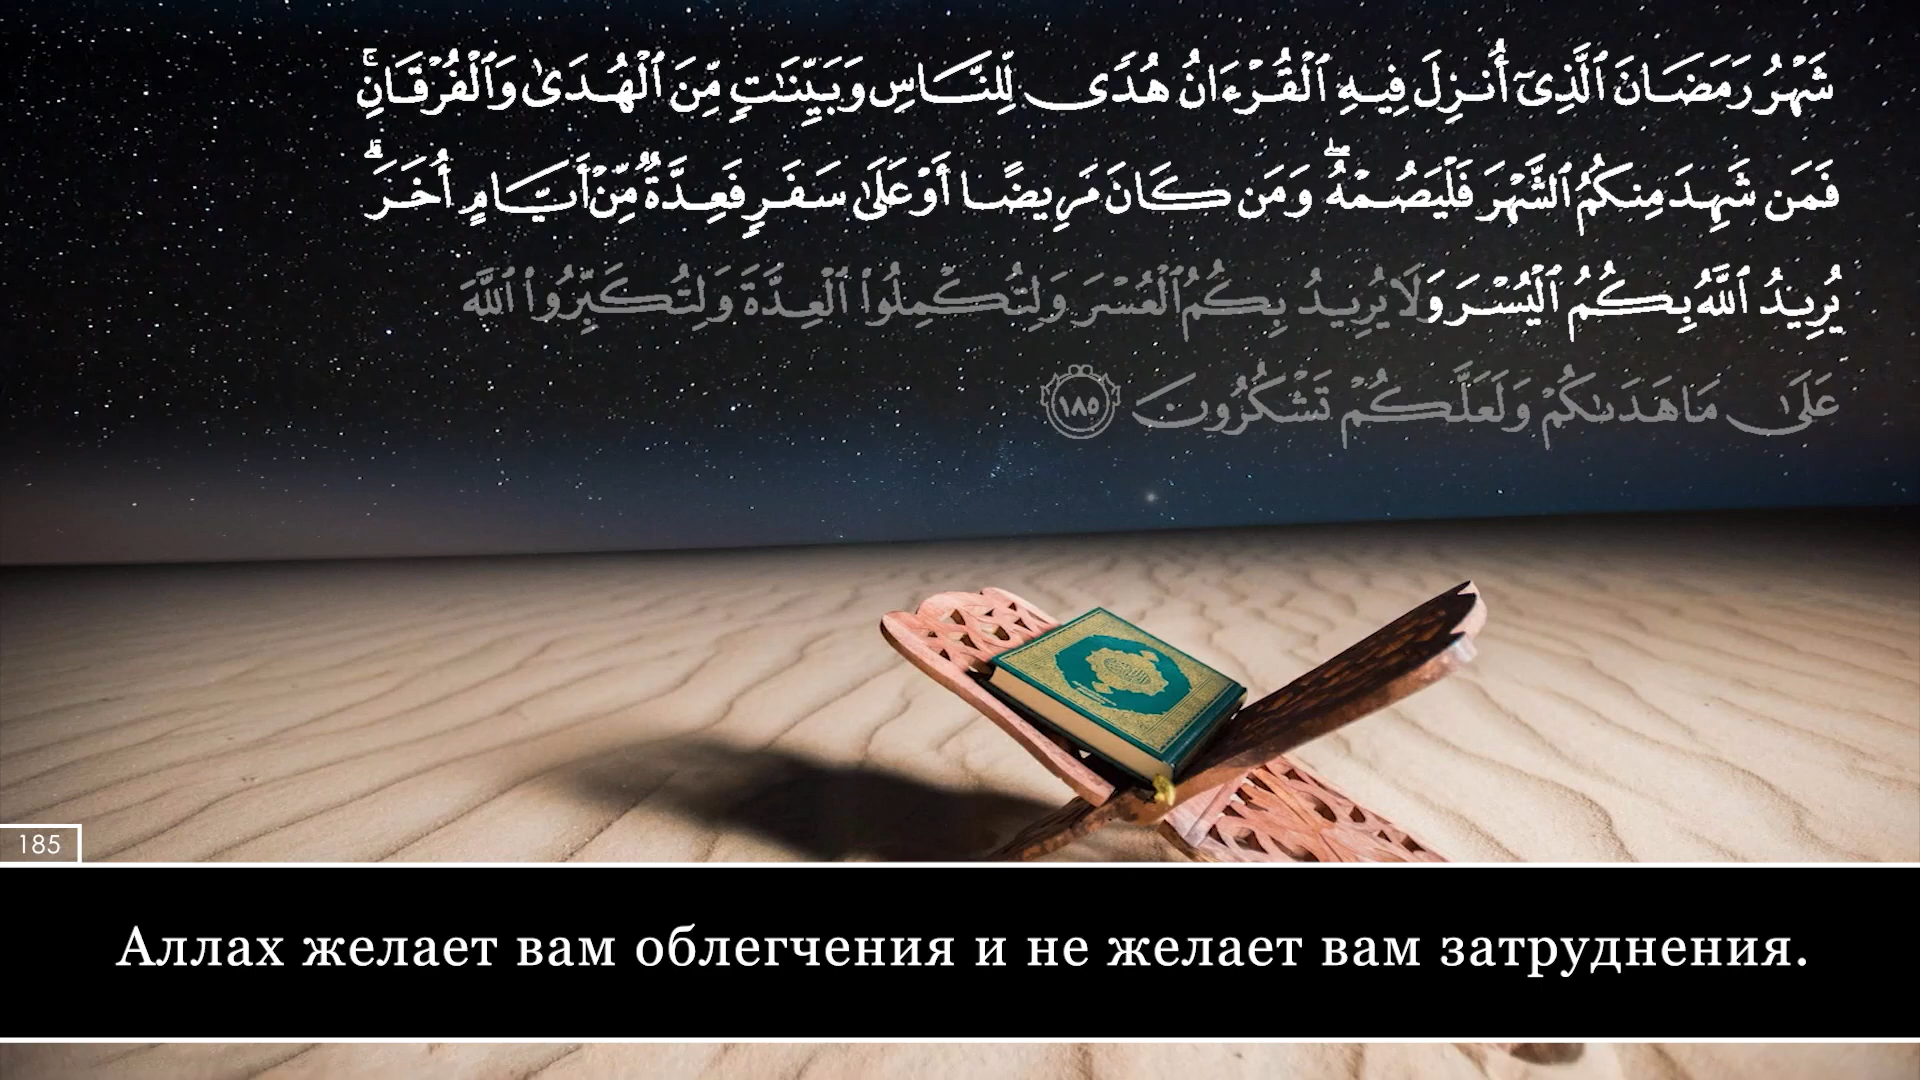 شَهْرُ رَمَضَانَ ٱلَّذِىٓ أُنزِلَ فِيهِ ٱلْقُرْءَانُ هُدًى لِّلنَّاسِ وَبَيِّنَٰتٍ مِّنَ ٱلْهُدَىٰ وَٱلْفُرْقَانِ ۚ
فَمَن شَهِدَ مِنكُمُ ٱلشَّهْرَ فَلْيَصُمْهُ ۖ وَمَن كَانَ مَرِيضًا أَوْ عَلَىٰ سَفَرٍ فَعِدَّةٌ مِّنْ أَيَّامٍ أُخَرَ ۗ
يُرِيدُ ٱللَّهُ بِكُمُ ٱلْيُسْرَ وَلَا يُرِيدُ بِكُمُ ٱلْعُسْرَ وَلِتُكْمِلُوا۟ ٱلْعِدَّةَ وَلِتُكَبِّرُوا۟ ٱللَّهَ
عَلَىٰ مَا هَدَىٰكُمْ وَلَعَلَّكُمْ تَشْكُرُونَ ١٨٥
185
Аллах желает вам облегчения и не желает вам затруднения.